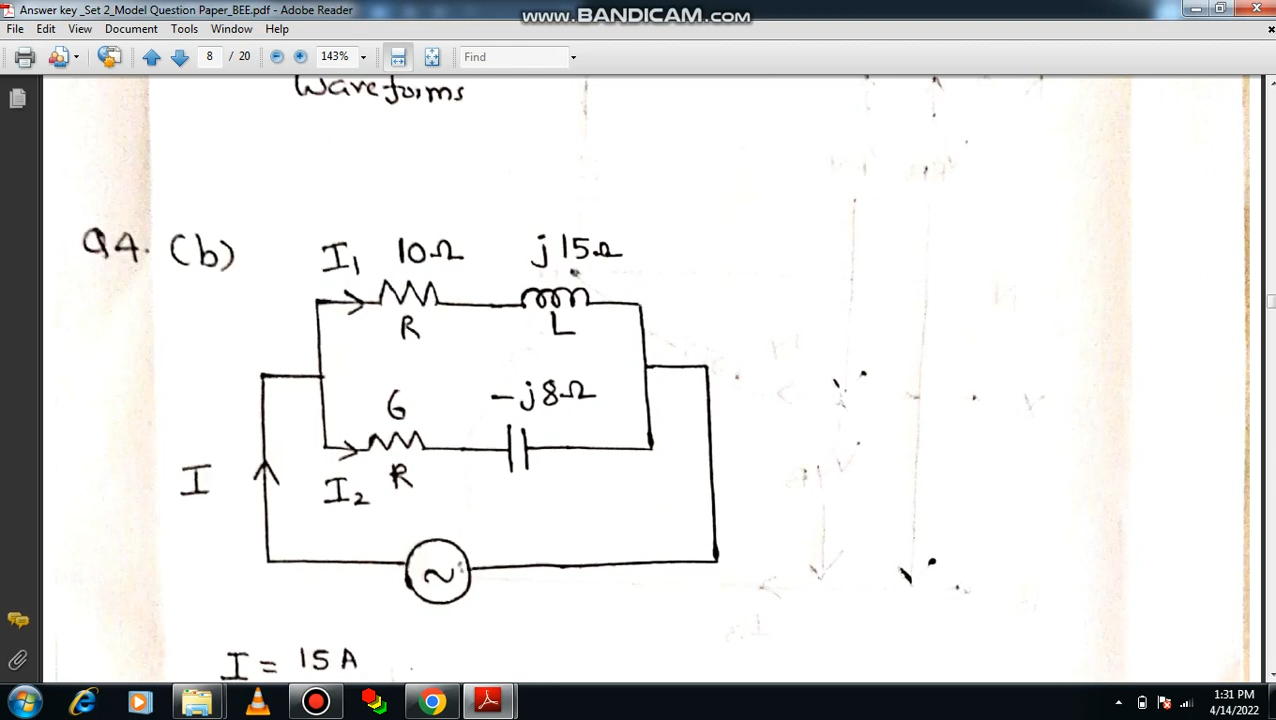 Answer key _Set 2_Model Question Paper_BEE.pdf - Adobe Reader
www.BANDICAM.com
File Edit View Document Tools Window Help
8 / 20 143% Find
Waveforms
Q4. (b)
I1 10Ω j15Ω
R L
6 -j8Ω
I I2 R
~
I = 15A
1:31 PM
4/14/2022